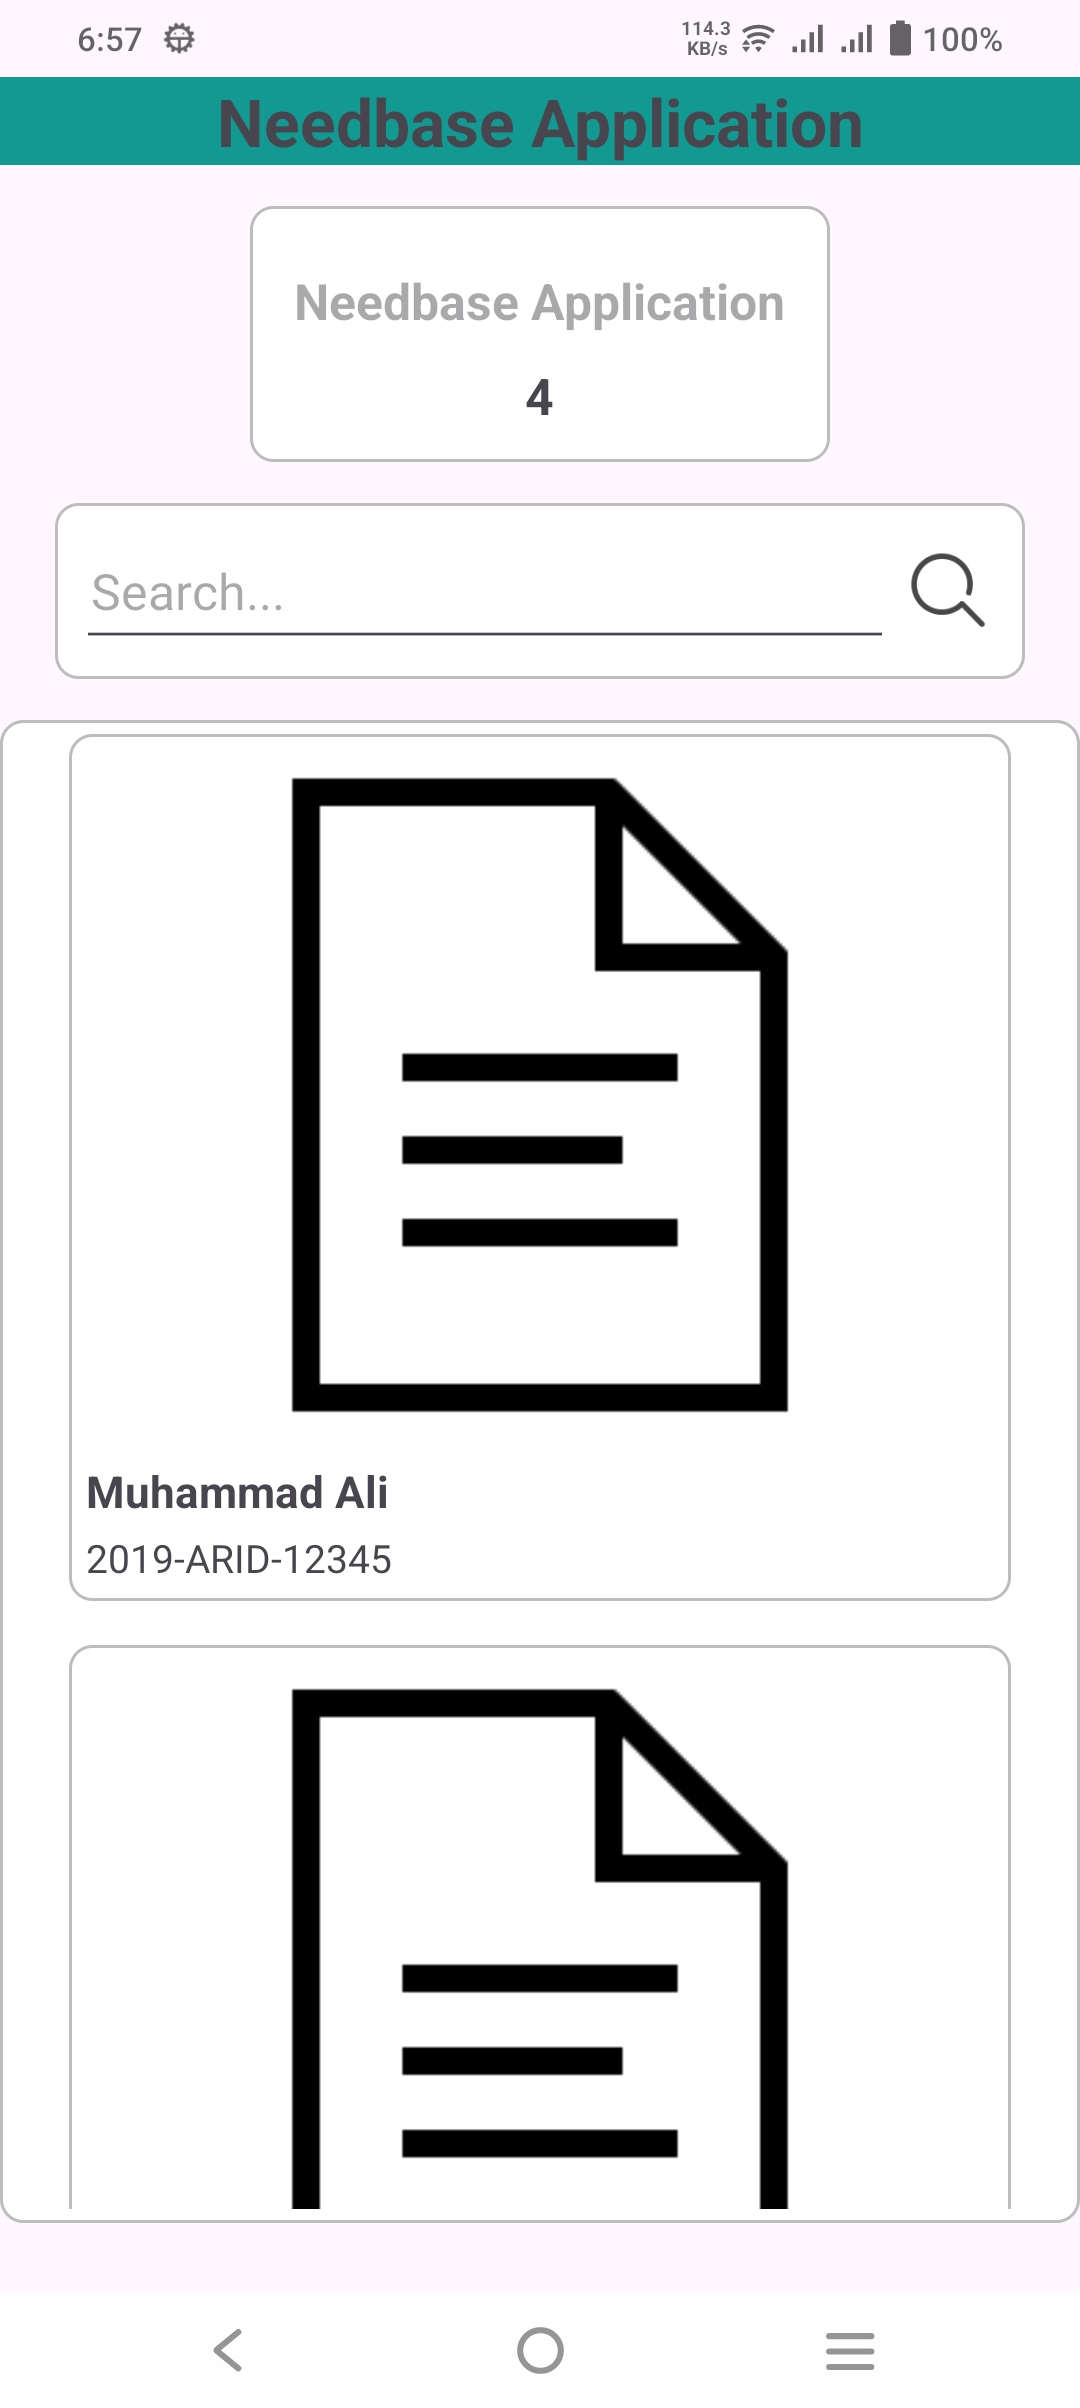 6:57 114.3 KB/s 100%
Needbase Application
Needbase Application
4
Search...
Muhammad Ali
2019-ARID-12345